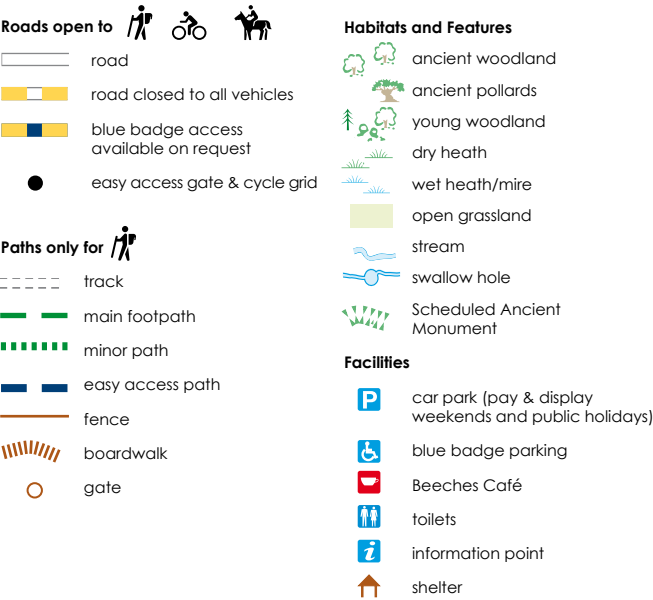 Roads open to
road
road closed to all vehicles
blue badge access
available on request
easy access gate & cycle grid
Paths only for
track
main footpath
minor path
easy access path
fence
boardwalk
gate
Habitats and Features
ancient woodland
ancient pollards
young woodland
dry heath
wet heath/mire
open grassland
stream
swallow hole
Scheduled Ancient
Monument
Facilities
P
car park (pay & display
weekends and public holidays)
blue badge parking
Beeches Café
toilets
i
information point
shelter